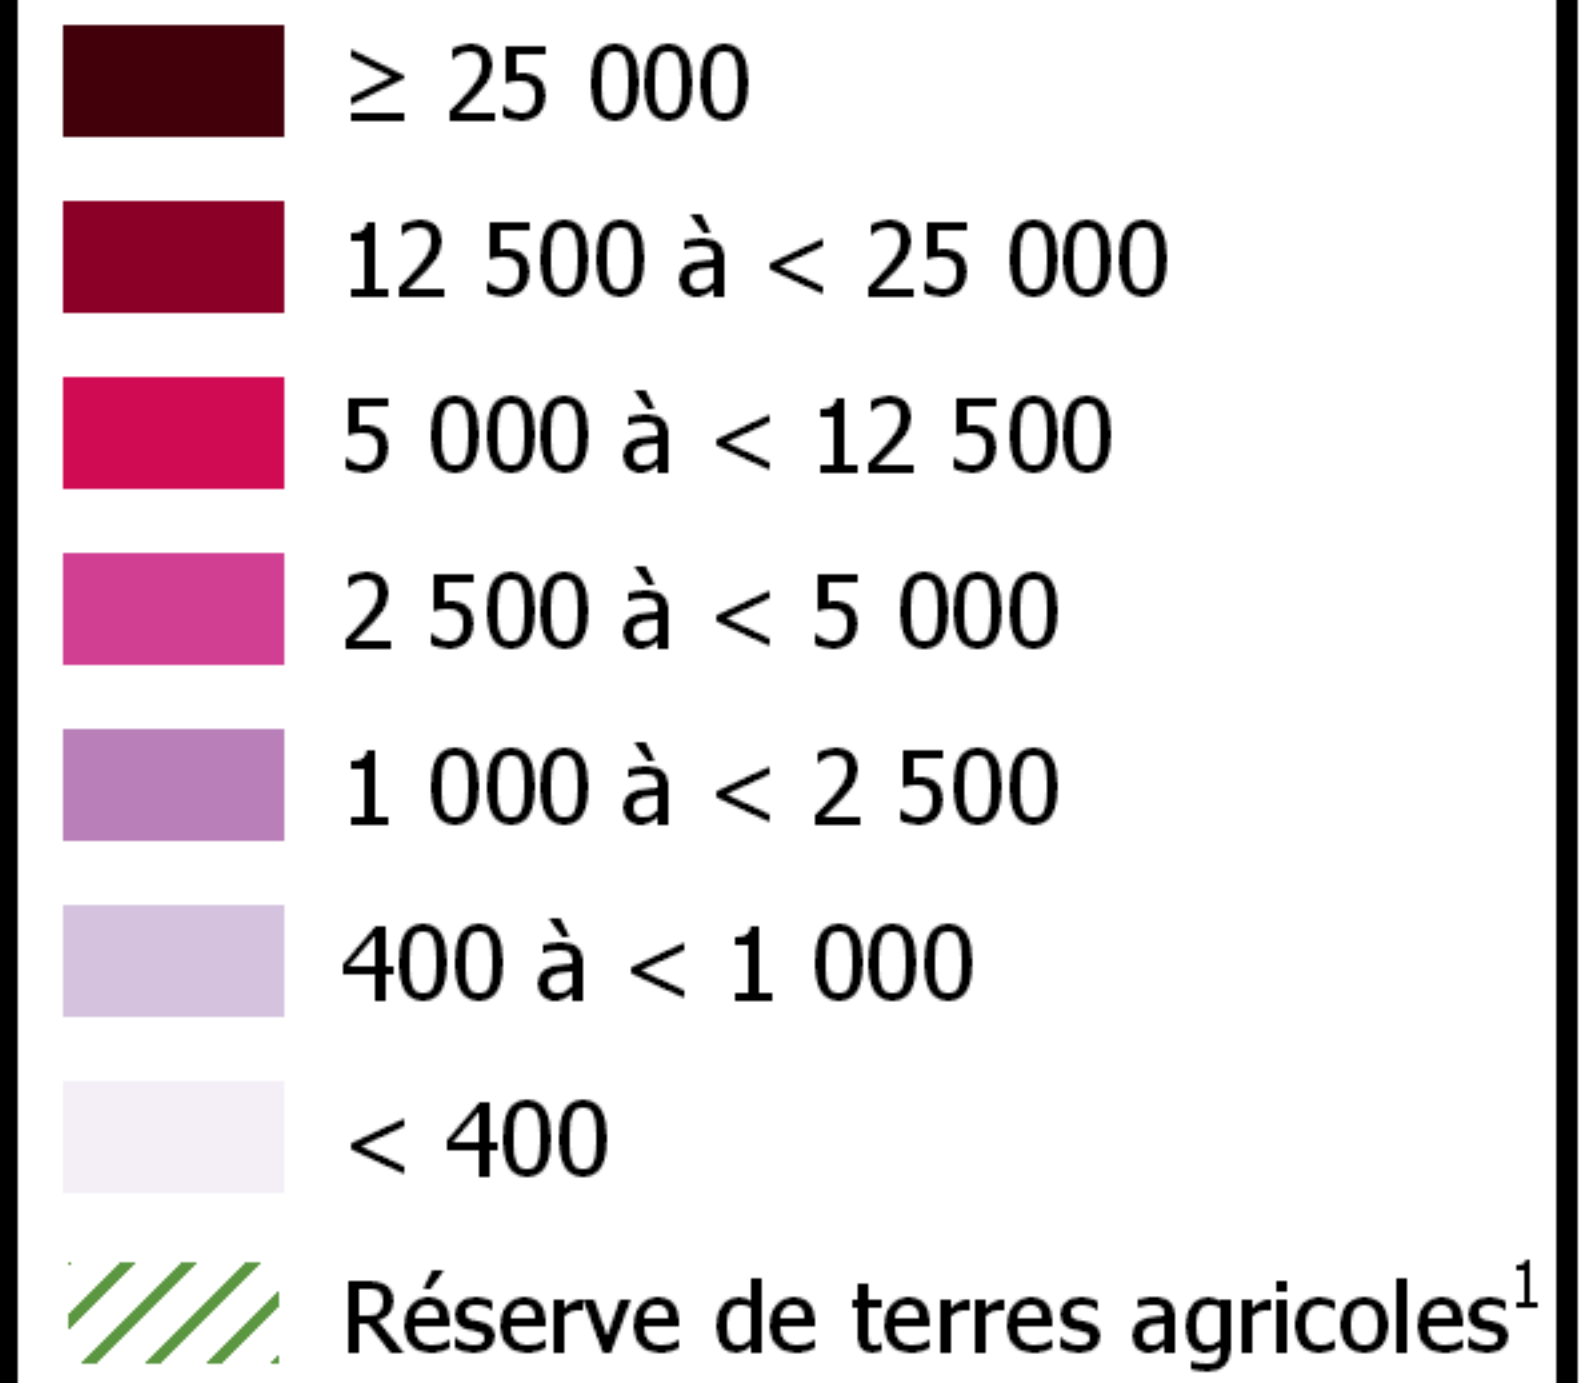 ≥ 25 000
12 500 à < 25 000
5 000 à < 12 500
2 500 à < 5 000
1 000 à < 2 500
400 à < 1 000
< 400
Réserve de terres agricoles¹